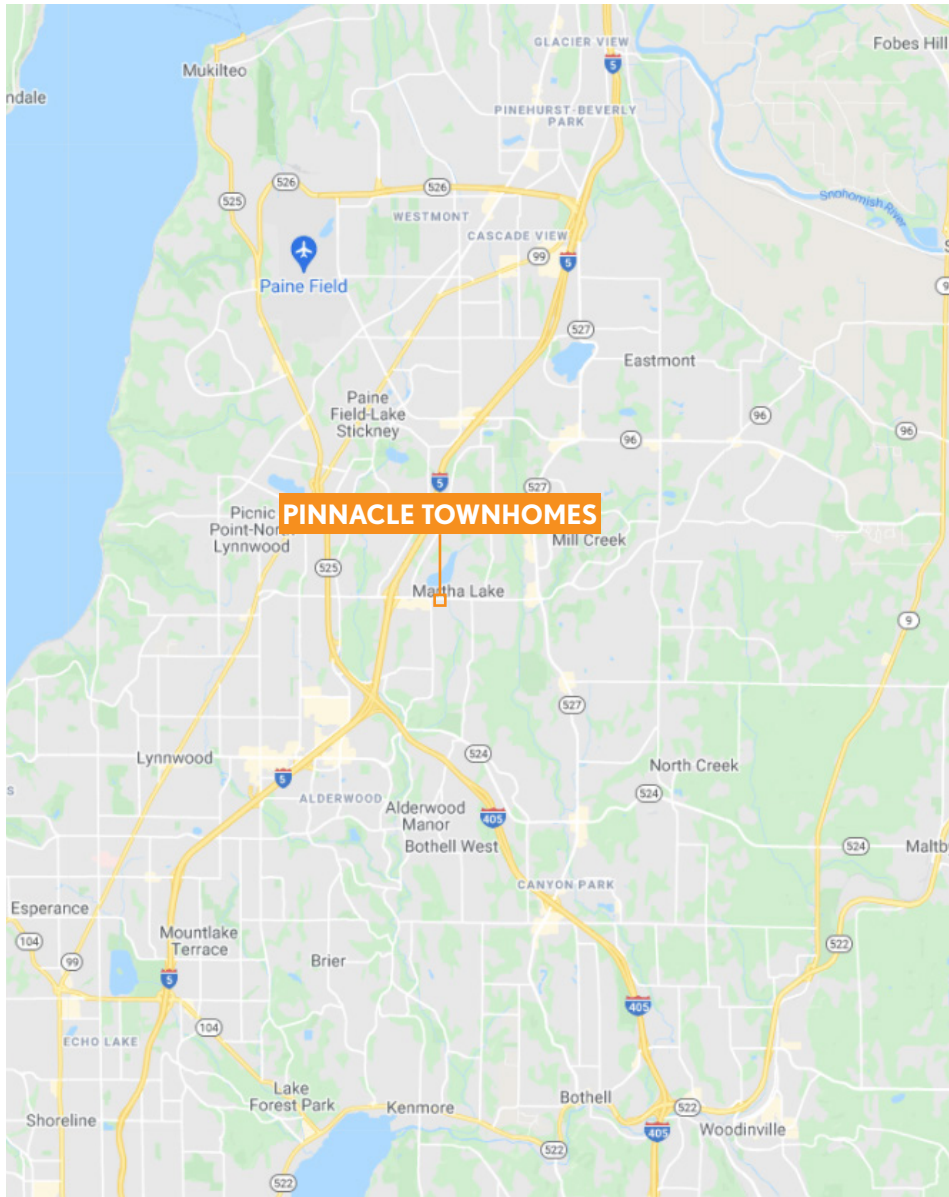 GLACIER VIEW
Fobes Hill
5
Mukilteo
ndale
PINEHURST-BEVERLY
PARK
526
526
525
Snohomish River
WESTMONT
CASCADE VIEW
99
5
Paine Field
9
527
Eastmont
Paine
Field-Lake
Stickney
96
96
96
5
527
PINNACLE TOWNHOMES
Picnic
Point-North
Lynnwood
Mill Creek
525
Martha Lake
9
527
524
Lynnwood
North Creek
5
524
ALDERWOOD
Alderwood
Manor
405
Bothell West
524
Maltb
CANYON PARK
Esperance
104
Mountlake
Terrace
522
99
Brier
5
405
104
ECHO LAKE
Lake
Forest Park
Bothell
Kenmore
522
Shoreline
405
Woodinville
522
522